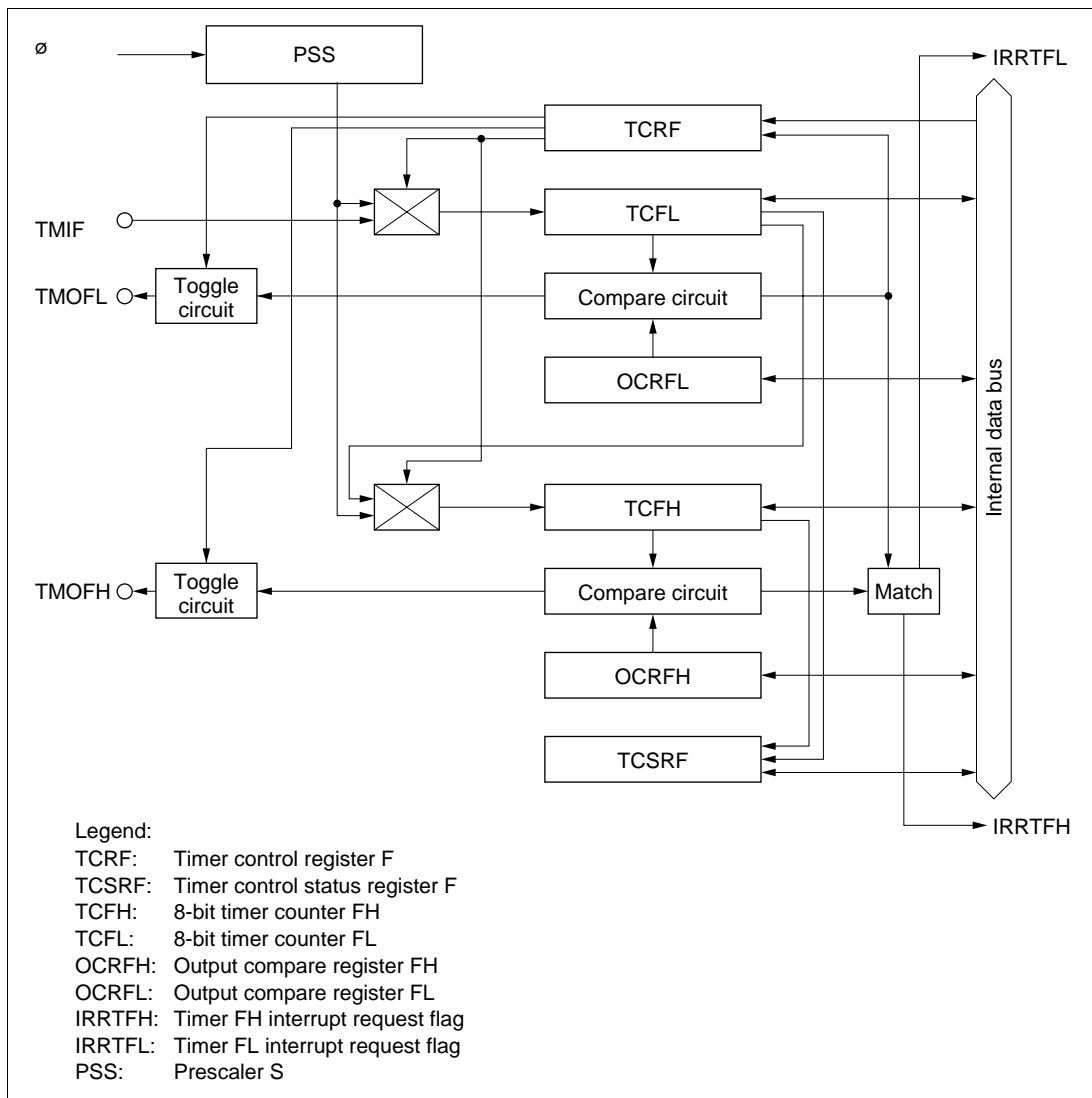 ø
PSS
IRRTFL
TCRF
TCFL
TMIF
TMOFL
Toggle
circuit
Compare circuit
OCRFL
Internal data bus
TCFH
TMOFH
Toggle
circuit
Compare circuit
Match
OCRFH
TCSRF
IRRTFH
Legend:
TCRF: Timer control register F
TCSRF: Timer control status register F
TCFH: 8-bit timer counter FH
TCFL: 8-bit timer counter FL
OCRFH: Output compare register FH
OCRFL: Output compare register FL
IRRTFH: Timer FH interrupt request flag
IRRTFL: Timer FL interrupt request flag
PSS: Prescaler S